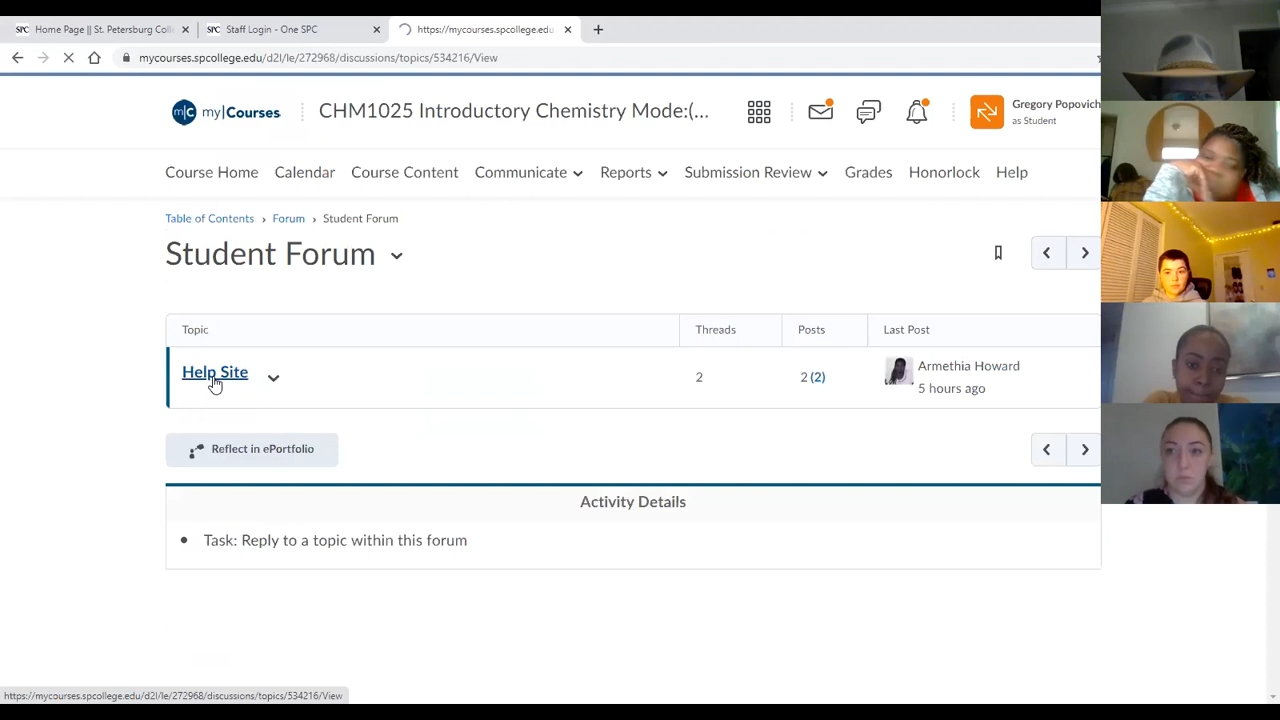 SPC Home Page || St. Petersburg Coll
SPC Staff Login - One SPC
https://mycourses.spcollege.edu
mycourses.spcollege.edu/d2l/le/272968/discussions/topics/534216/View
m|C my|Courses
CHM1025 Introductory Chemistry Mode:(...
Gregory Popovich
as Student
Course Home
Calendar
Course Content
Communicate
Reports
Submission Review
Grades
Honorlock
Help
Table of Contents › Forum › Student Forum
Student Forum
Topic
Threads
Posts
Last Post
Help Site
2
2 (2)
Armethia Howard
5 hours ago
Reflect in ePortfolio
Activity Details
Task: Reply to a topic within this forum
https://mycourses.spcollege.edu/d2l/le/272968/discussions/topics/534216/View